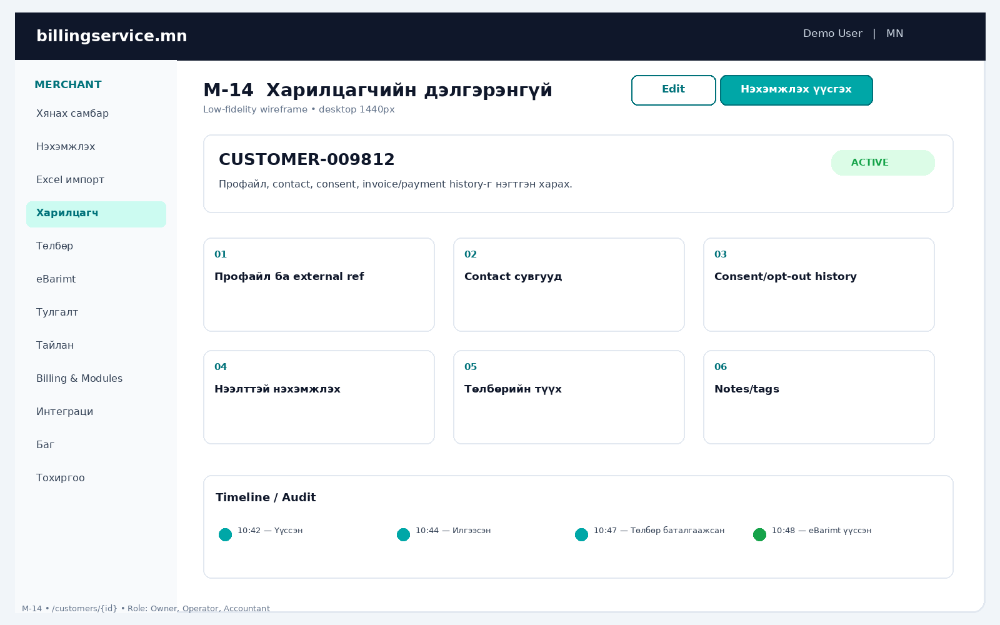 billingservice.mn
Demo User | MN
MERCHANT
Хянах самбар
Нэхэмжлэх
Excel импорт
Харилцагч
Төлбөр
eBarimt
Тулгалт
Тайлан
Billing & Modules
Интеграци
Баг
Тохиргоо
M-14 Харилцагчийн дэлгэрэнгүй
Low-fidelity wireframe • desktop 1440px
Edit
Нэхэмжлэх үүсгэх
CUSTOMER-009812
ACTIVE
Профайл, contact, consent, invoice/payment history-г нэгтгэн харах.
01
Профайл ба external ref
02
Contact сувгууд
03
Consent/opt-out history
04
Нээлттэй нэхэмжлэх
05
Төлбөрийн түүх
06
Notes/tags
Timeline / Audit
10:42 — Үүссэн
10:44 — Илгээсэн
10:47 — Төлбөр баталгаажсан
10:48 — eBarimt үүссэн
M-14 • /customers/{id} • Role: Owner, Operator, Accountant